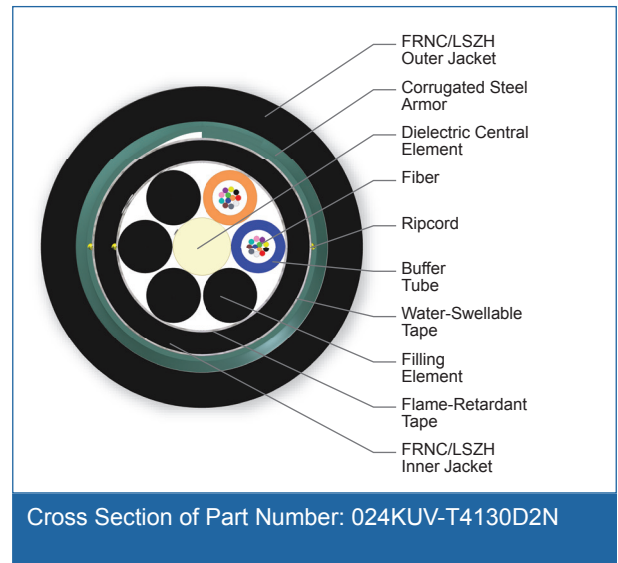 FRNC/LSZH
Outer Jacket
Corrugated Steel
Armor
Dielectric Central
Element
Fiber
Ripcord
Buffer
Tube
Water-Swellable
Tape
Filling
Element
Flame-Retardant
Tape
FRNC/LSZH
Inner Jacket
Cross Section of Part Number: 024KUV-T4130D2N